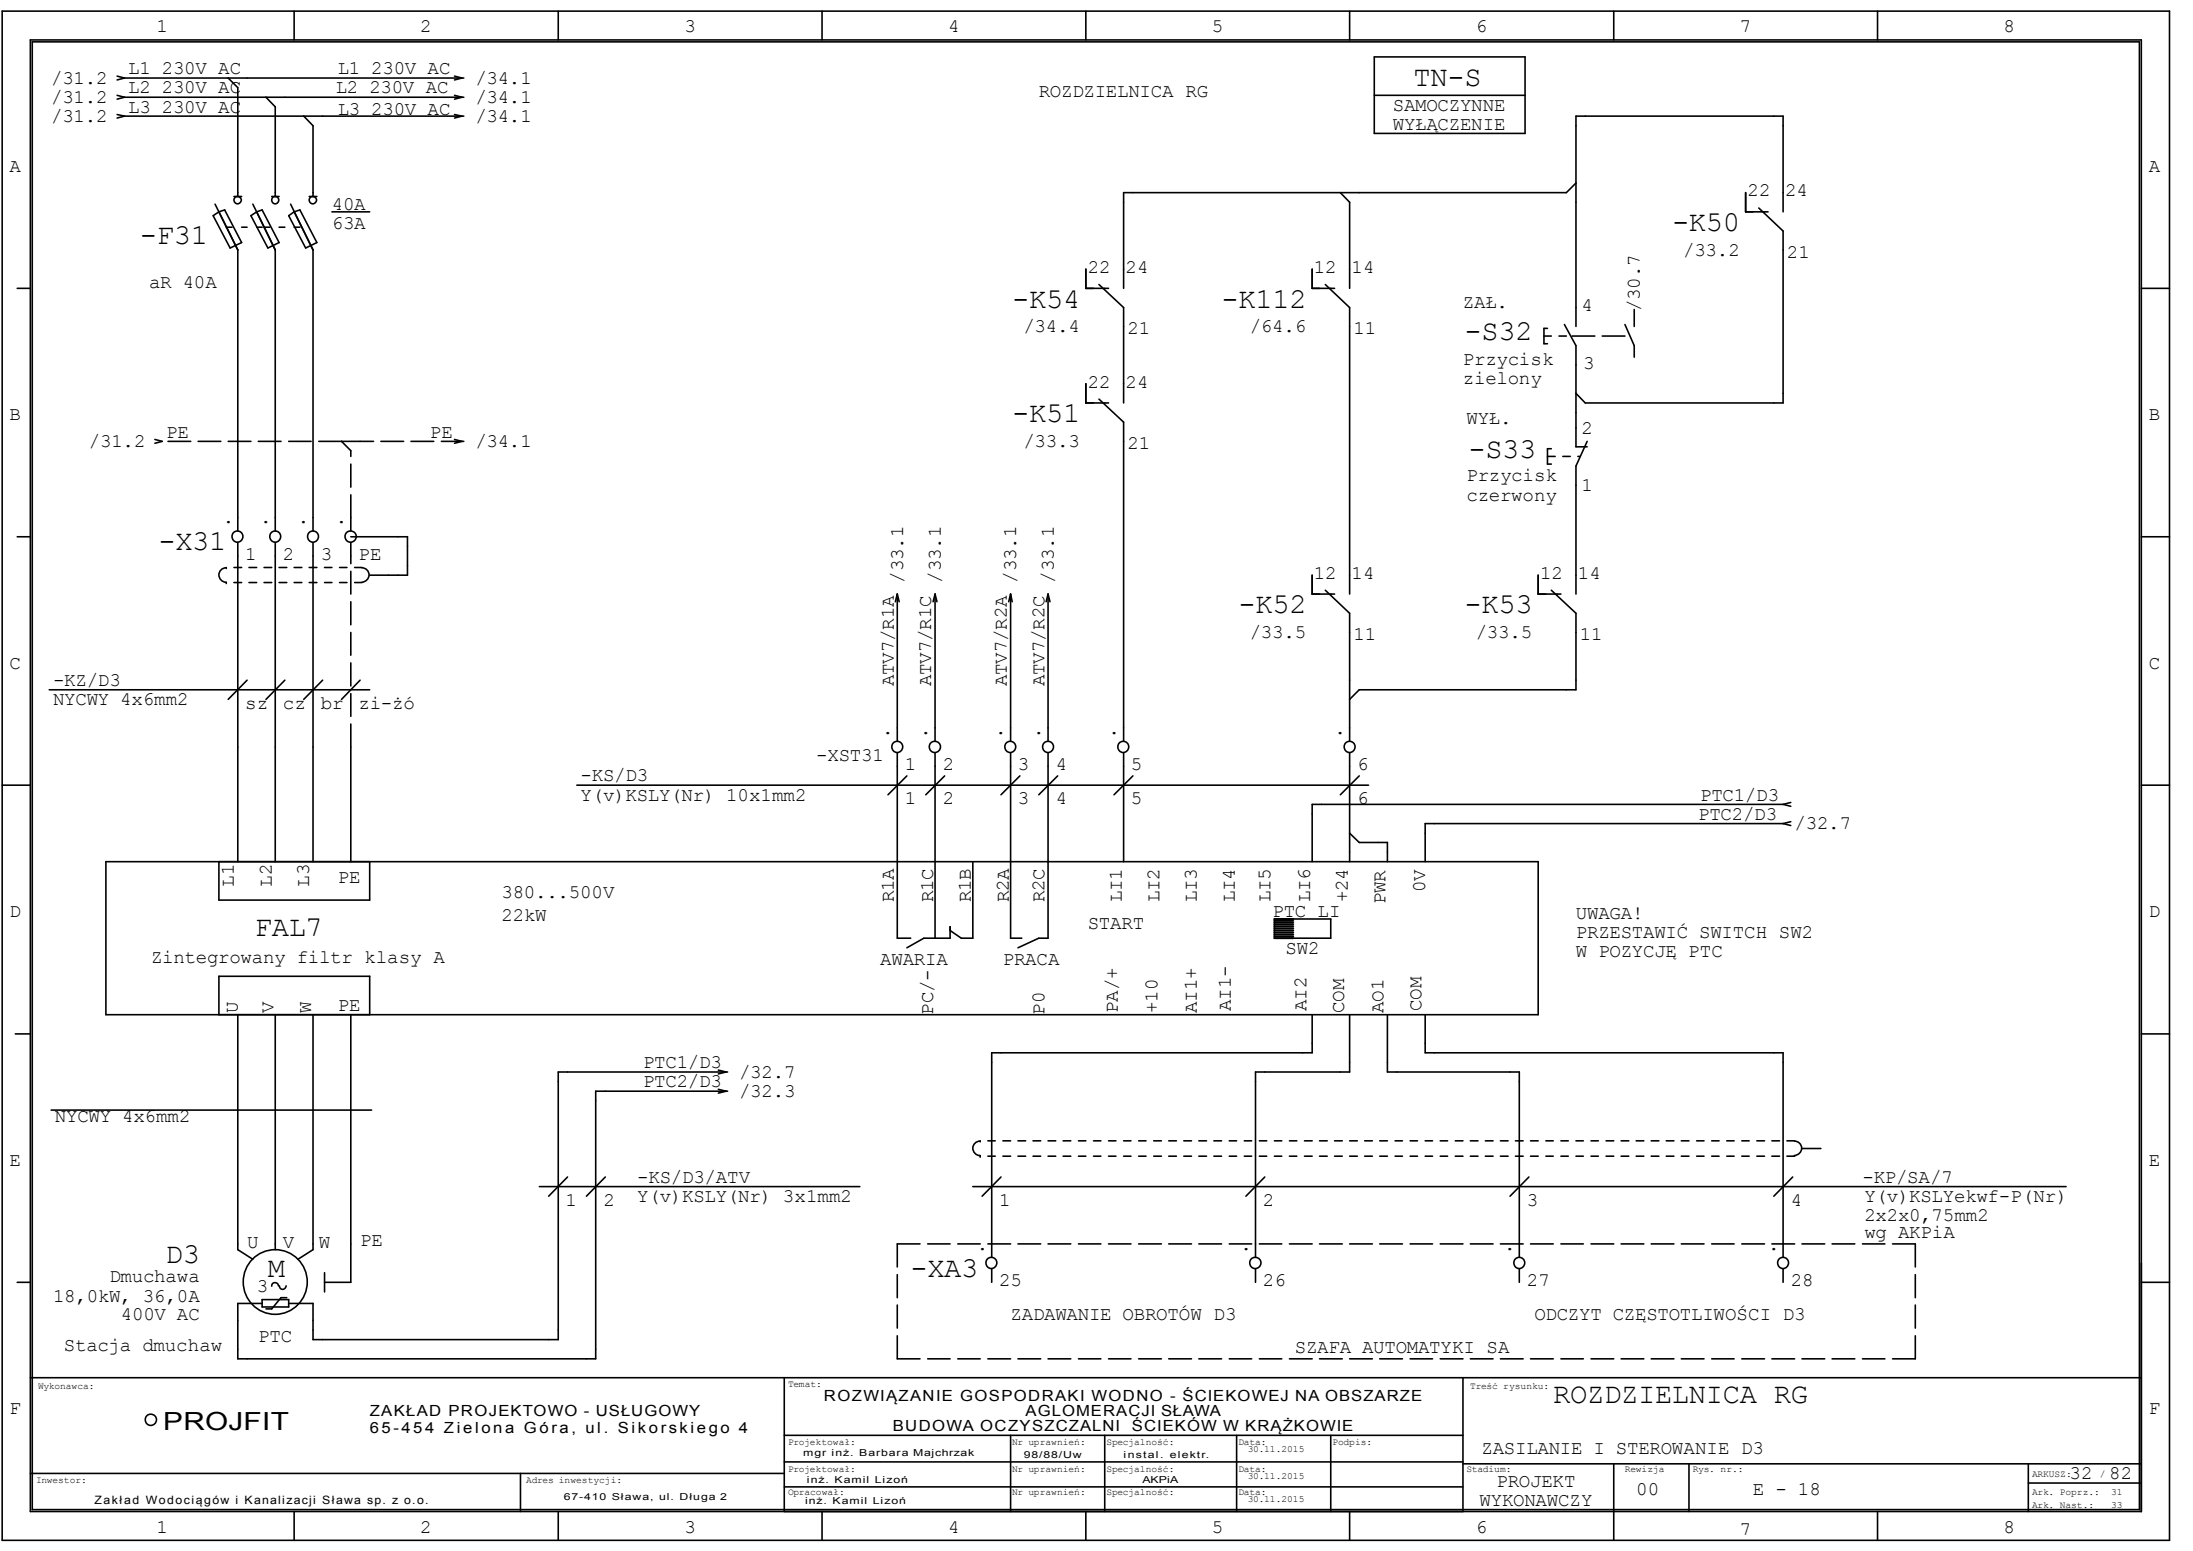 1 2 3 4 5 6 7 8
A
B
C
D
E
F
A
B
C
D
E
F
/31.2 L1 230V AC L1 230V AC /34.1
/31.2 L2 230V AC L2 230V AC /34.1
/31.2 L3 230V AC L3 230V AC /34.1
ROZDZIELNICA RG
TN-S
SAMOCZYNNE
WYŁĄCZENIE
-F31
40A
63A
aR 40A
22 24
-K50
/33.2
21
22 24
-K54
/34.4
21
12 14
-K112
/64.6
11
ZAŁ.
-S32
Przycisk
zielony
4
3
/30.7
22 24
-K51
/33.3
21
WYŁ.
-S33
Przycisk
czerwony
2
1
/31.2 PE PE /34.1
-X31
1 2 3 PE
ATV7/R1A /33.1
ATV7/R1C /33.1
ATV7/R2A /33.1
ATV7/R2C /33.1
12 14
-K52
/33.5
11
12 14
-K53
/33.5
11
-KZ/D3
NYCWY 4x6mm2
sz cz br zi-żó
-XST31
1 2 3 4 5 6
-KS/D3
Y(v)KSLY(Nr) 10x1mm2
1 2 3 4 5 6
PTC1/D3
PTC2/D3
/32.7
L1 L2 L3 PE
380...500V
22kW
R1A R1C R1B R2A R2C LI1 LI2 LI3 LI4 LI5 LI6 +24 PWR 0V
START
PTC LI
SW2
FAL7
Zintegrowany filtr klasy A
AWARIA
PRACA
UWAGA!
PRZESTAWIĆ SWITCH SW2
W POZYCJĘ PTC
U V W PE
PC/- P0 PA/+ +10 AI1+ AI1- AI2 COM AO1 COM
PTC1/D3 /32.7
PTC2/D3 /32.3
NYCWY 4x6mm2
-KS/D3/ATV
Y(v)KSLY(Nr) 3x1mm2
1 2
1 2 3 4
-KP/SA/7
Y(v)KSLYekwf-P(Nr)
2x2x0,75mm2
wg AKPiA
U V W PE
D3
Dmuchawa
18,0kW, 36,0A
400V AC
M
3~
PTC
Stacja dmuchaw
-XA3
25 26 27 28
ZADAWANIE OBROTÓW D3
ODCZYT CZĘSTOTLIWOŚCI D3
SZAFA AUTOMATYKI SA
Wykonawca:
PROJFIT
ZAKŁAD PROJEKTOWO - USŁUGOWY
65-454 Zielona Góra, ul. Sikorskiego 4
Inwestor:
Zakład Wodociągów i Kanalizacji Sława sp. z o.o.
Adres inwestycji:
67-410 Sława, ul. Długa 2
Temat:
ROZWIĄZANIE GOSPODRAKI WODNO - ŚCIEKOWEJ NA OBSZARZE
AGLOMERACJI SŁAWA
BUDOWA OCZYSZCZALNI ŚCIEKÓW W KRĄŻKOWIE
Projektował: Nr uprawnień: Specjalność: Data: Podpis:
mgr inż. Barbara Majchrzak 98/88/Uw instal. elektr. 30.11.2015
Projektował: Nr uprawnień: Specjalność: Data:
inż. Kamil Lizoń AKPiA 30.11.2015
Opracował: Nr uprawnień: Specjalność: Data:
inż. Kamil Lizoń 30.11.2015
Treść rysunku:
ROZDZIELNICA RG
ZASILANIE I STEROWANIE D3
Stadium:
PROJEKT
WYKONAWCZY
Rewizja
00
Rys. nr.:
E - 18
ARKUSZ: 32 / 82
Ark. Poprz.: 31
Ark. Nast.: 33
1 2 3 4 5 6 7 8